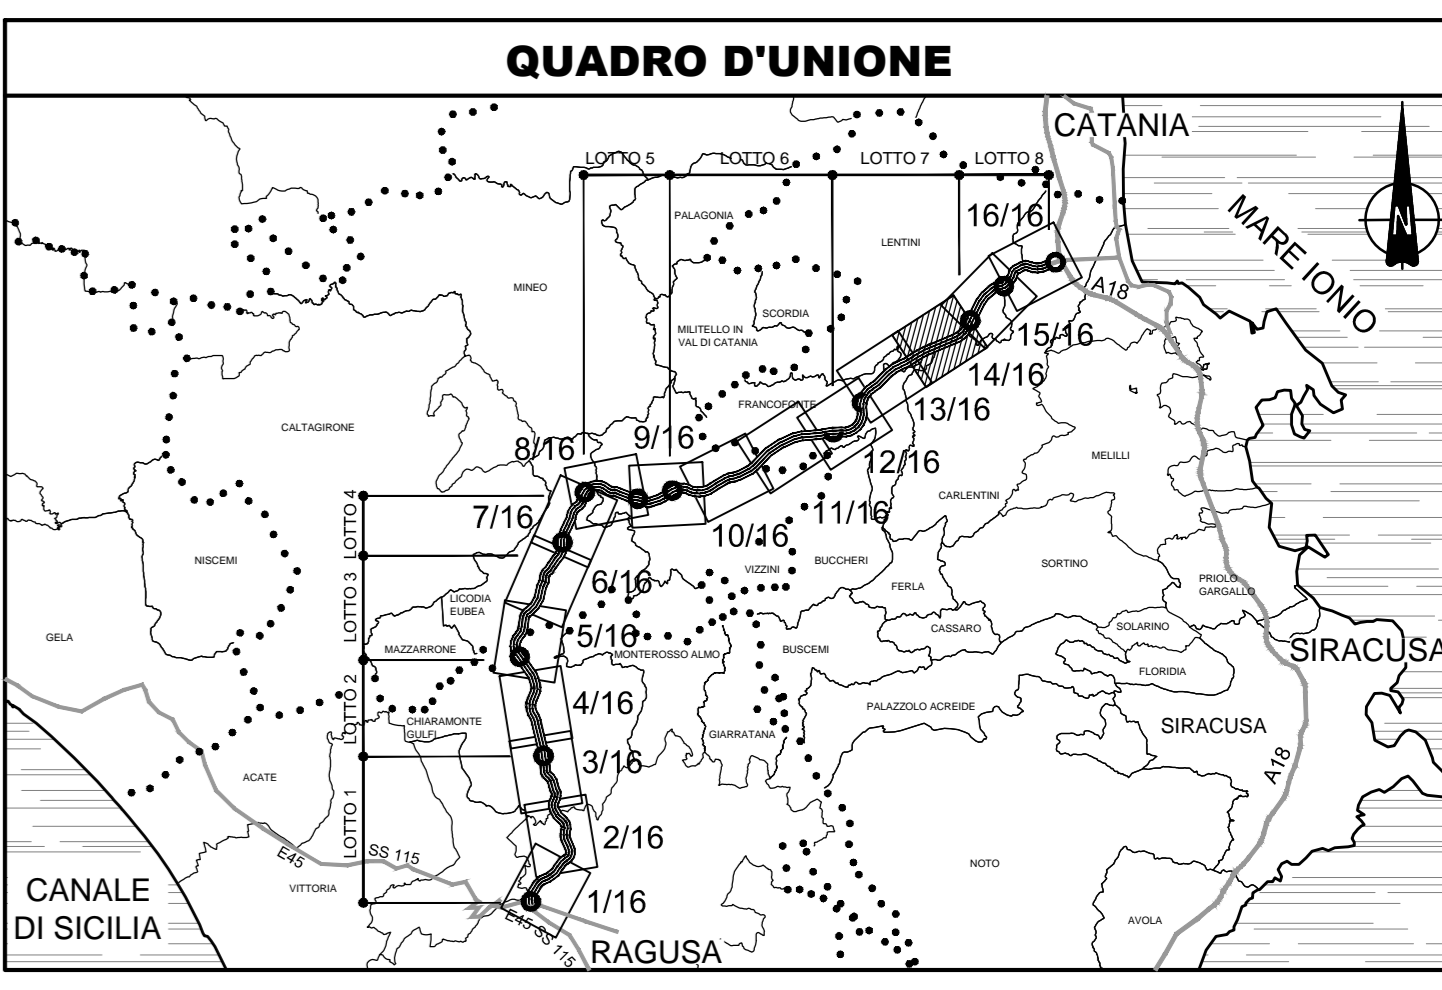 QUADRO D'UNIONE
CATANIA
LOTTO 5
LOTTO 6
LOTTO 7
LOTTO 8
16/16
PALAGONIA
LENTINI
MARE IONIO
N
MINEO
A18
SCORDIA
MILITELLO IN
VAL DI CATANIA
15/16
14/16
FRANCOFONTE
13/16
CALTAGIRONE
8/16
9/16
12/16
MELILLI
CARLENTINI
LOTTO 4
7/16
11/16
10/16
NISCEMI
VIZZINI
BUCCHERI
SORTINO
6/16
FERLA
PRIOLO
GARGALLO
LOTTO 3
LICODIA
EUBEA
GELA
5/16
CASSARO
SOLARINO
MAZZARRONE
MONTEROSSO ALMO
BUSCEMI
SIRACUSA
FLORIDIA
LOTTO 2
4/16
PALAZZOLO ACREIDE
CHIARAMONTE
GULFI
GIARRATANA
SIRACUSA
3/16
A18
ACATE
LOTTO 1
2/16
E45
SS 115
NOTO
VITTORIA
CANALE
DI SICILIA
1/16
E45 SS 115
AVOLA
RAGUSA